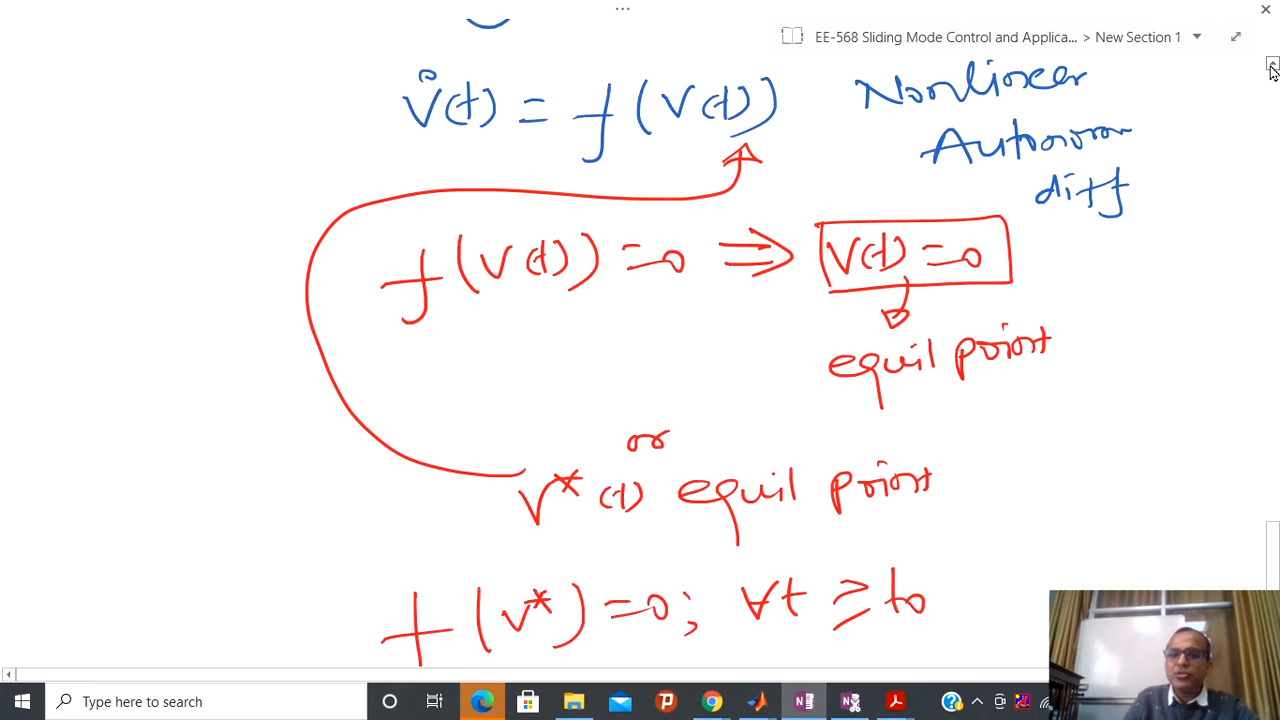 EE-568 Sliding Mode Control and Applica... > New Section 1
V̊(t) = f(V(t)) Nonlinear
Autonom
diff
f(V(t)) = 0 ⇒ V(t) = 0
equil point
or
V*(t) equil point
f(V*) = 0; ∀t ≥ to
Type here to search